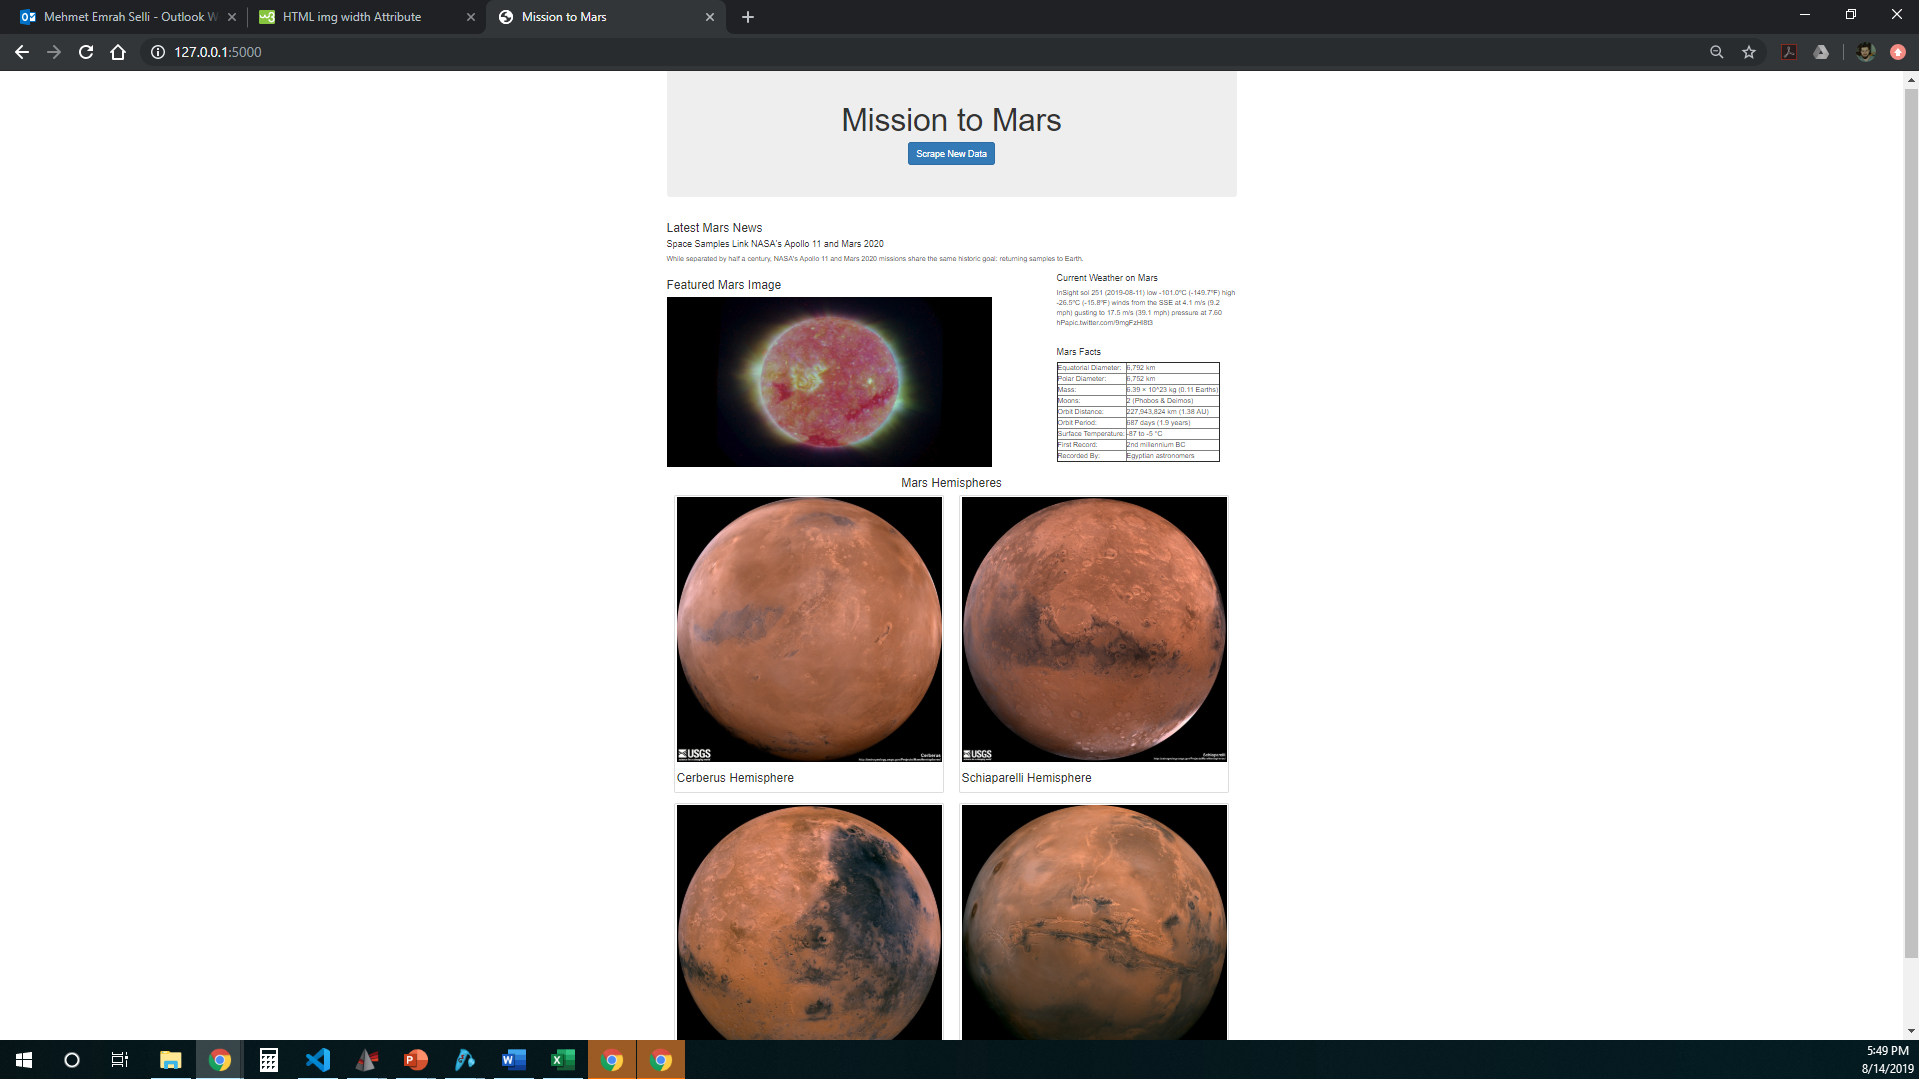 Mehmet Emrah Selli - Outlook W
HTML img width Attribute
Mission to Mars
127.0.0.1:5000
Mission to Mars
Scrape New Data
Latest Mars News
Space Samples Link NASA's Apollo 11 and Mars 2020
While separated by half a century, NASA's Apollo 11 and Mars 2020 missions share the same historic goal: returning samples to Earth.
Featured Mars Image
Current Weather on Mars
InSight sol 251 (2019-08-11) low -101.0ºC (-149.7ºF) high
-26.5ºC (-15.8ºF) winds from the SSE at 4.1 m/s (9.2
mph) gusting to 17.5 m/s (39.1 mph) pressure at 7.60
Mars Facts
Equatorial Diameter: 6,792 km
Polar Diameter: 6,752 km
Mass: 6.39 × 10^23 kg (0.11 Earths)
Moons: 2 (Phobos & Deimos)
Orbit Distance: 227,943,824 km (1.38 AU)
Orbit Period: 687 days (1.9 years)
Surface Temperature: -87 to -5 °C
First Record: 2nd millennium BC
Recorded By: Egyptian astronomers
Mars Hemispheres
USGS
Cerberus
USGS
Schiaparelli
Cerberus Hemisphere
Schiaparelli Hemisphere
5:49 PM
8/14/2019